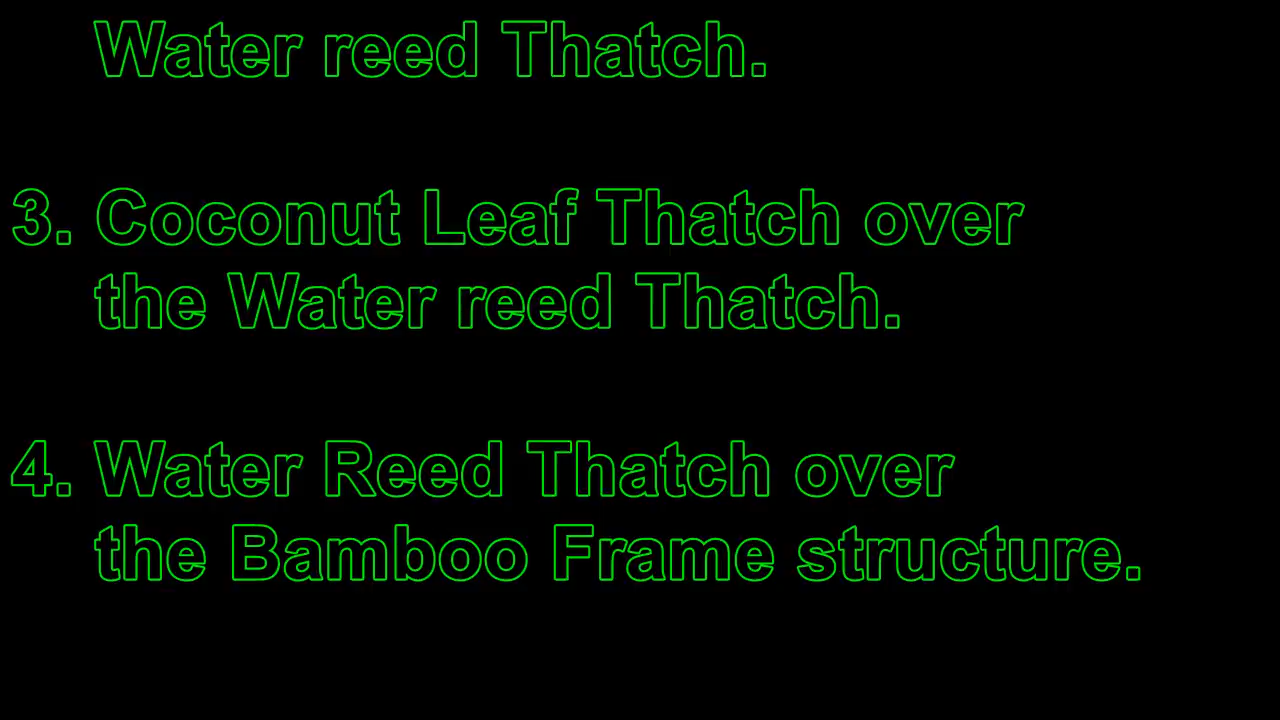 Water reed Thatch.
3. Coconut Leaf Thatch over
the Water reed Thatch.
4. Water Reed Thatch over
the Bamboo Frame structure.